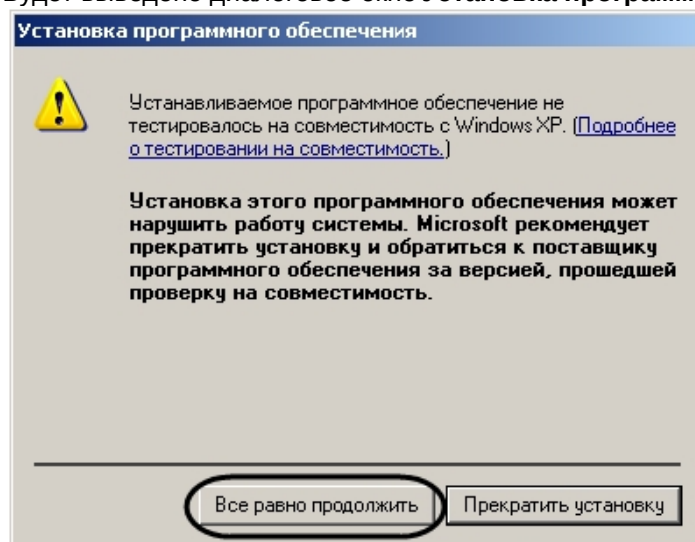 Установка программного обеспечения
Устанавливаемое программное обеспечение не
тестировалось на совместимость с Windows XP. (Подробнее
о тестировании на совместимость.)
Установка этого программного обеспечения может
нарушить работу системы. Microsoft рекомендует
прекратить установку и обратиться к поставщику
программного обеспечения за версией, прошедшей
проверку на совместимость.
Все равно продолжить
Прекратить установку